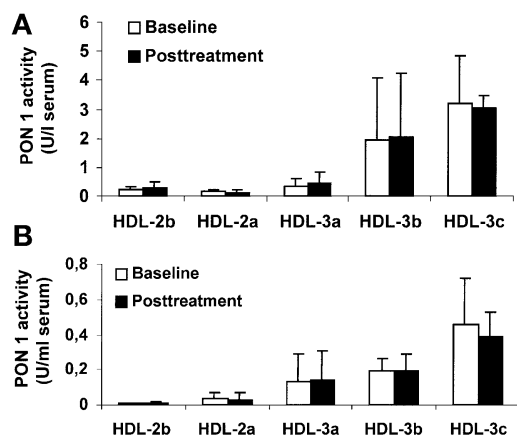 A
Baseline
Posttreatment
PON 1 activity
(U/l serum)
6
5
4
3
2
1
0
HDL-2b HDL-2a HDL-3a HDL-3b HDL-3c
B
Baseline
Posttreatment
PON 1 activity
(U/ml serum)
0,8
0,6
0,4
0,2
0
HDL-2b HDL-2a HDL-3a HDL-3b HDL-3c